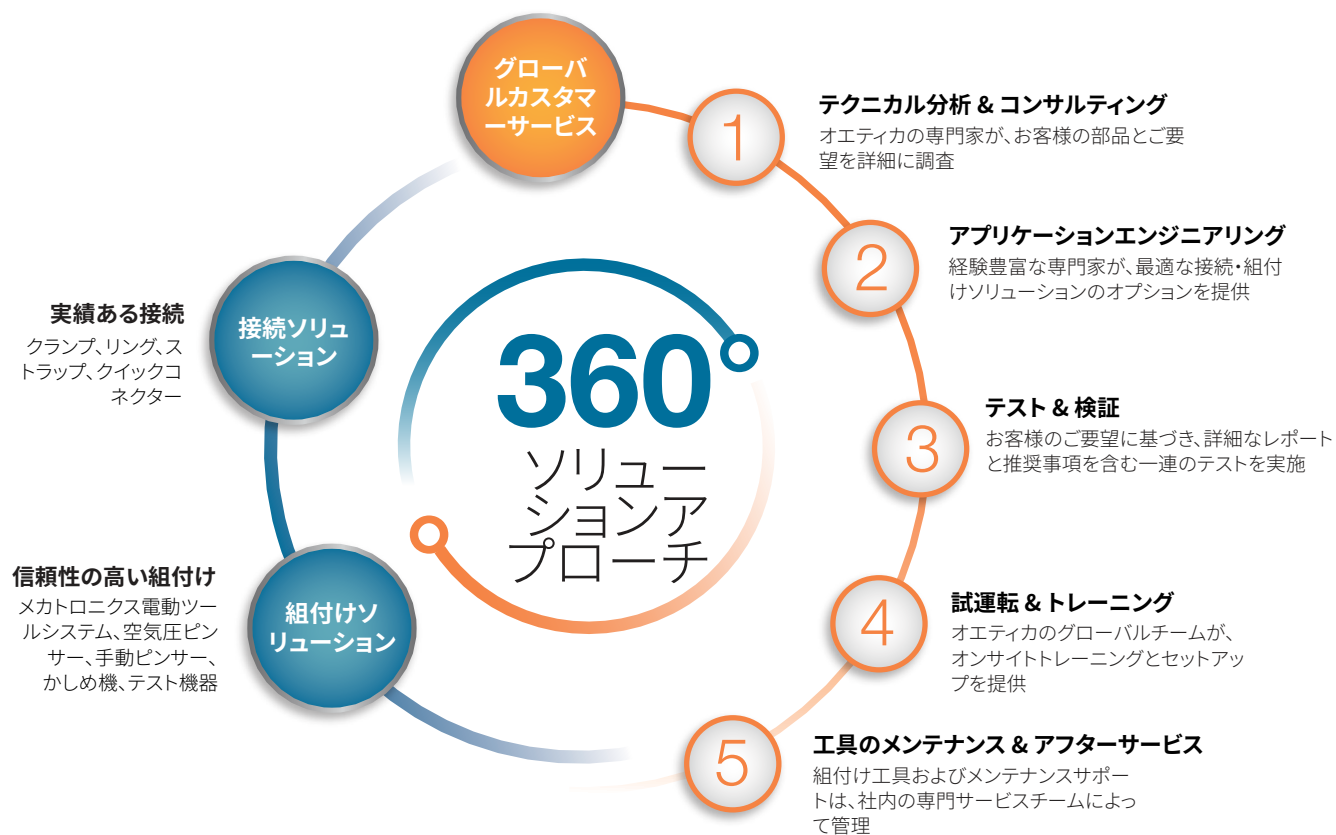 グローバ
ルカスタマ
ーサービス
1
テクニカル分析 & コンサルティング
オエティカの専門家が、お客様の部品とご要
望を詳細に調査
2
アプリケーションエンジニアリング
経験豊富な専門家が、最適な接続・組付
けソリューションのオプションを提供
3
テスト & 検証
お客様のご要望に基づき、詳細なレポート
と推奨事項を含む一連のテストを実施
4
試運転 & トレーニング
オエティカのグローバルチームが、
オンサイトトレーニングとセットアッ
プを提供
5
工具のメンテナンス & アフターサービス
組付け工具およびメンテナンスサポー
トは、社内の専門サービスチームによっ
て管理
接続ソリュ
ーション
実績ある接続
クランプ、リング、ス
トラップ、クイックコ
ネクター
組付けソ
リューション
信頼性の高い組付け
メカトロニクス電動ツー
ルシステム、空気圧ピン
サー、手動ピンサー、
かしめ機、テスト機器
360
ソリュー
ションア
プローチ